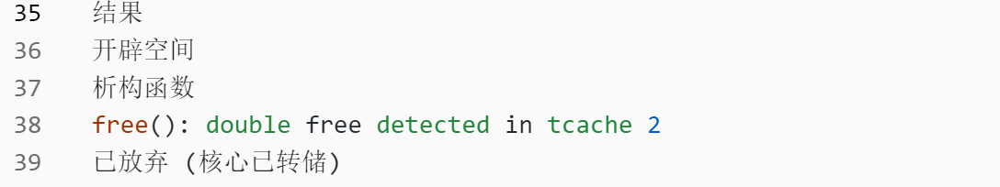 35 结果
36 开辟空间
37 析构函数
38 free(): double free detected in tcache 2
39 已放弃 (核心已转储)